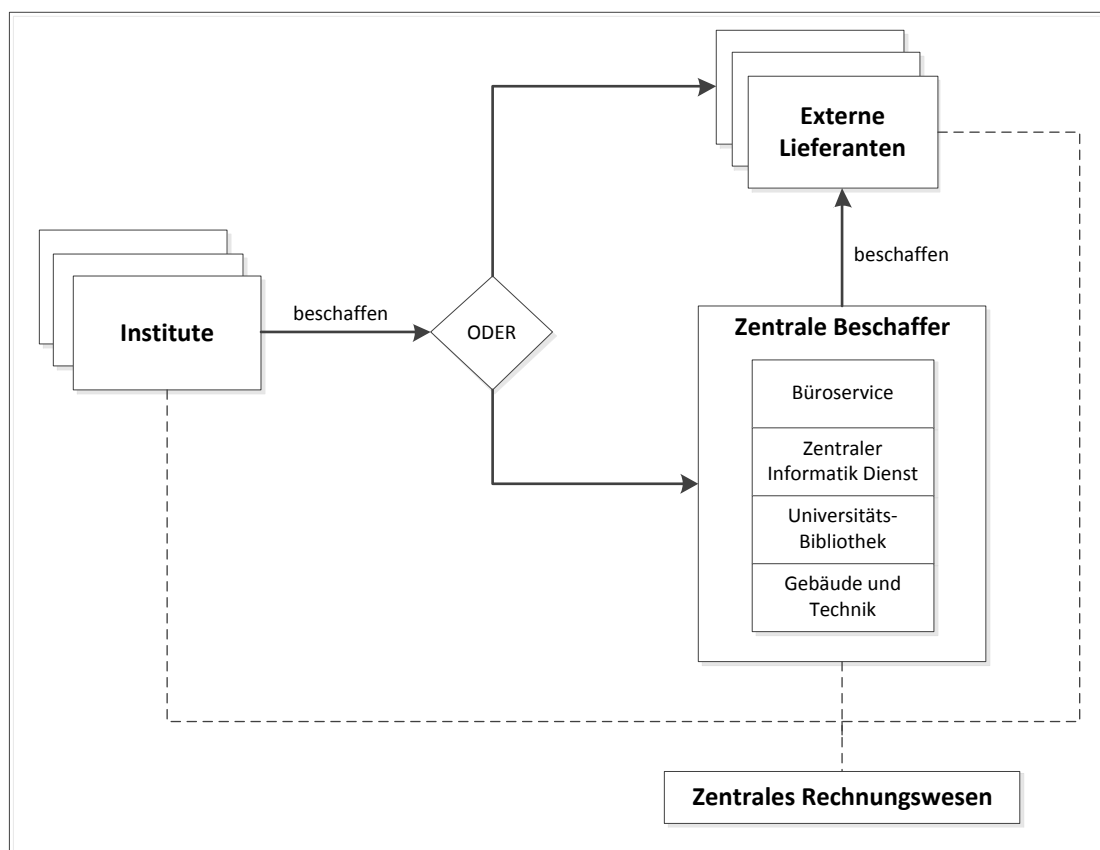 Externe
Lieferanten
beschaffen
beschaffen
Institute
ODER
Zentrale Beschaffer
Büroservice
Zentraler
Informatik Dienst
Universitäts-
Bibliothek
Gebäude und
Technik
Zentrales Rechnungswesen